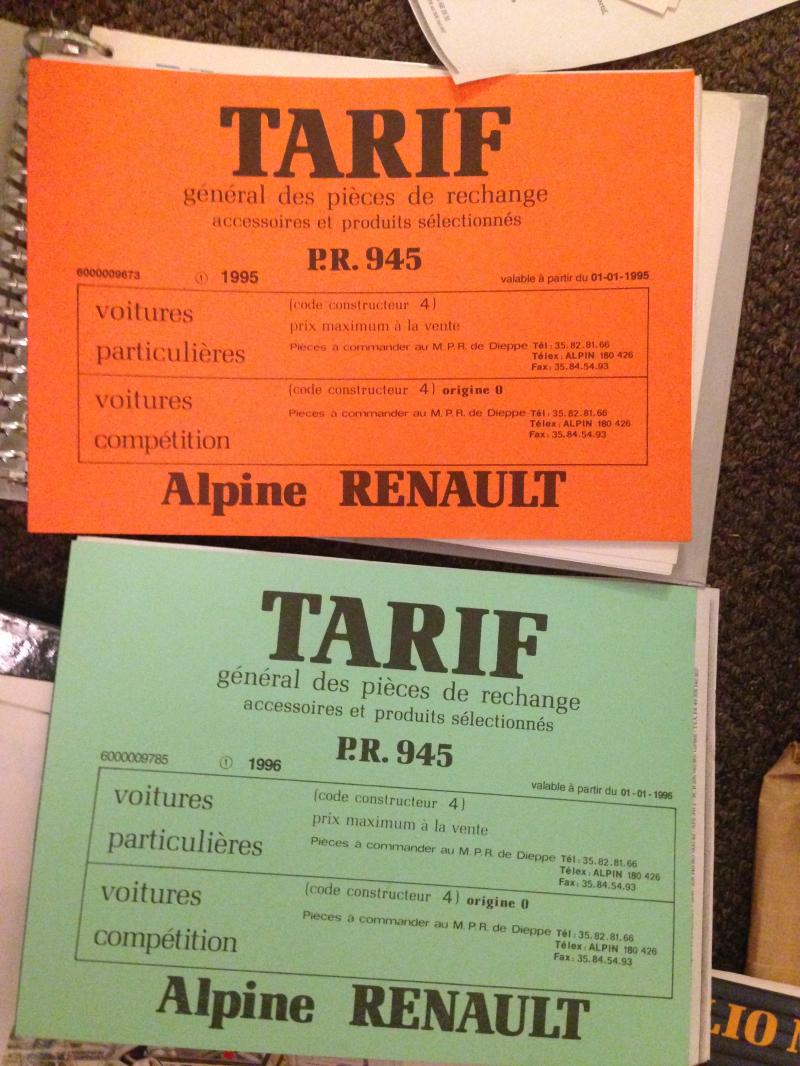 TARIF
général des pièces de rechange
accessoires et produits sélectionnés
P.R. 945
6000009673 ① 1995 valable à partir du 01-01-1995
voitures particulières
(code constructeur 4)
prix maximum à la vente
Pièces à commander au M.P.R. de Dieppe Tél: 35.82.81.66
Télex: ALPIN 180 426
Fax: 35.84.54.93
voitures compétition
(code constructeur 4) origine 0
Pièces à commander au M.P.R. de Dieppe Tél: 35.82.81.66
Télex: ALPIN 180 426
Fax: 35.84.54.93
Alpine RENAULT
TARIF
général des pièces de rechange
accessoires et produits sélectionnés
P.R. 945
6000009785 ① 1996 valable à partir du 01-01-1996
voitures particulières
(code constructeur 4)
prix maximum à la vente
Pièces à commander au M.P.R. de Dieppe Tél: 35.82.81.66
Télex: ALPIN 180 426
Fax: 35.84.54.93
voitures compétition
(code constructeur 4) origine 0
Pièces à commander au M.P.R. de Dieppe Tél: 35.82.81.66
Télex: ALPIN 180 426
Fax: 35.84.54.93
Alpine RENAULT
LIO